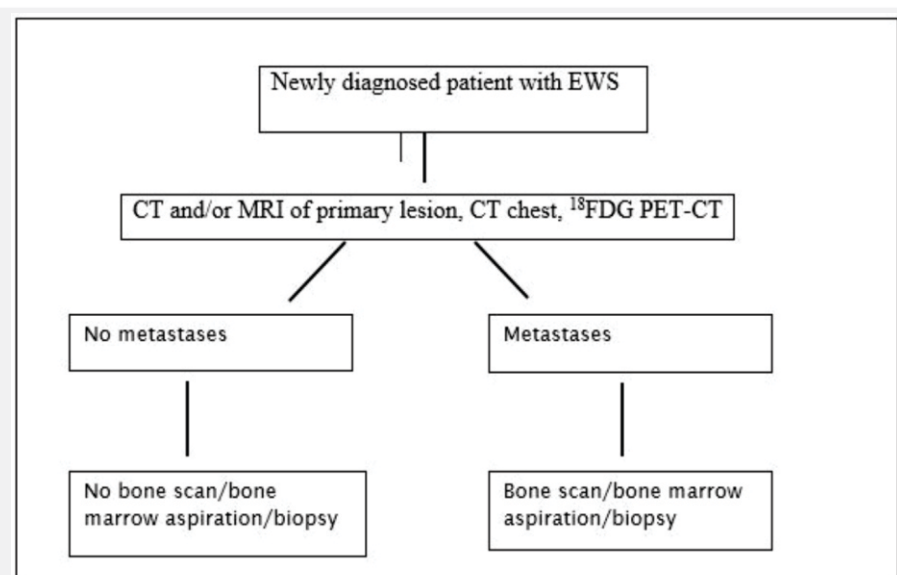 Newly diagnosed patient with EWS
CT and/or MRI of primary lesion, CT chest, ¹⁸FDG PET-CT
No metastases
Metastases
No bone scan/bone
marrow aspiration/biopsy
Bone scan/bone marrow
aspiration/biopsy